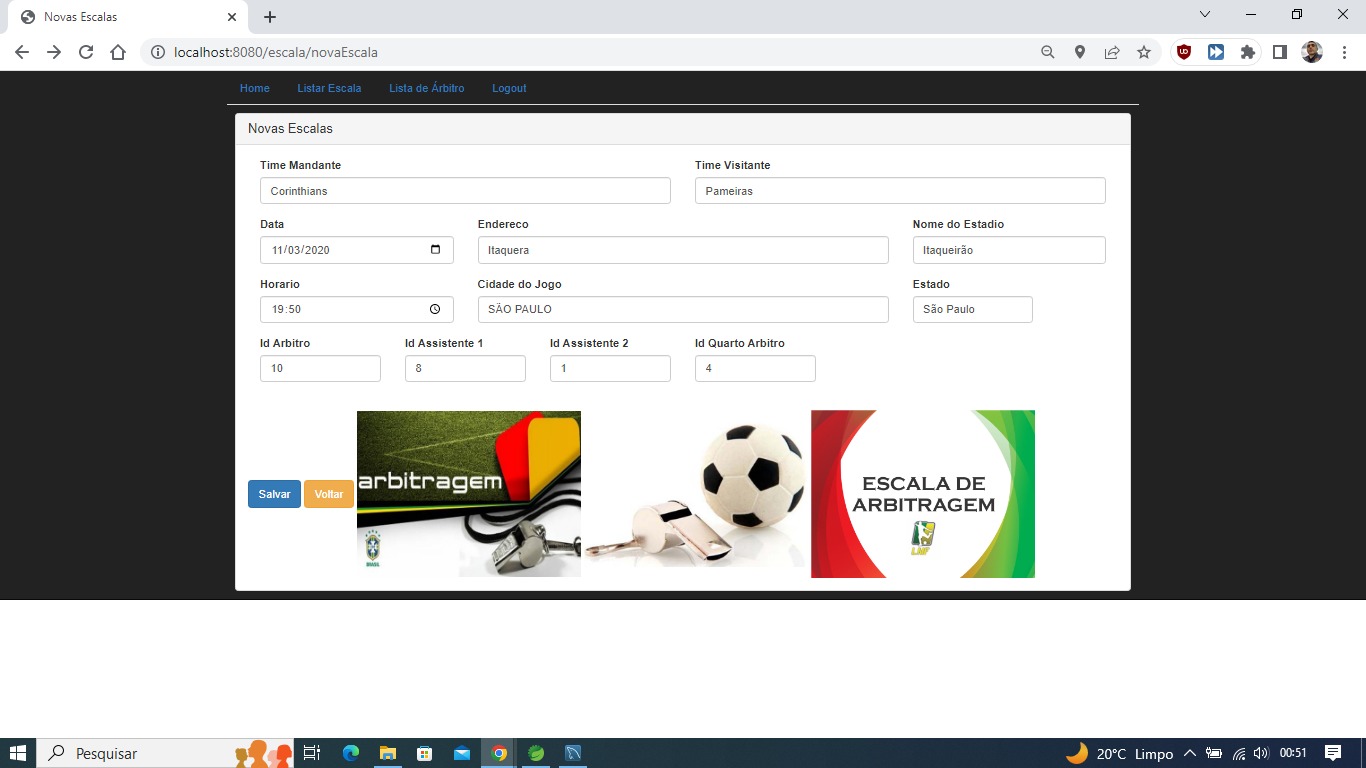 Novas Escalas
localhost:8080/escala/novaEscala
Home Listar Escala Lista de Árbitro Logout
Novas Escalas
Time Mandante Time Visitante
Corinthians Pameiras
Data Endereco Nome do Estadio
11/03/2020 Itaquera Itaqueirão
Horario Cidade do Jogo Estado
19:50 SÃO PAULO São Paulo
Id Arbitro Id Assistente 1 Id Assistente 2 Id Quarto Arbitro
10 8 1 4
Salvar Voltar
arbitragem
BRASIL
ESCALA DE
ARBITRAGEM
LMF
Pesquisar 20°C Limpo 00:51